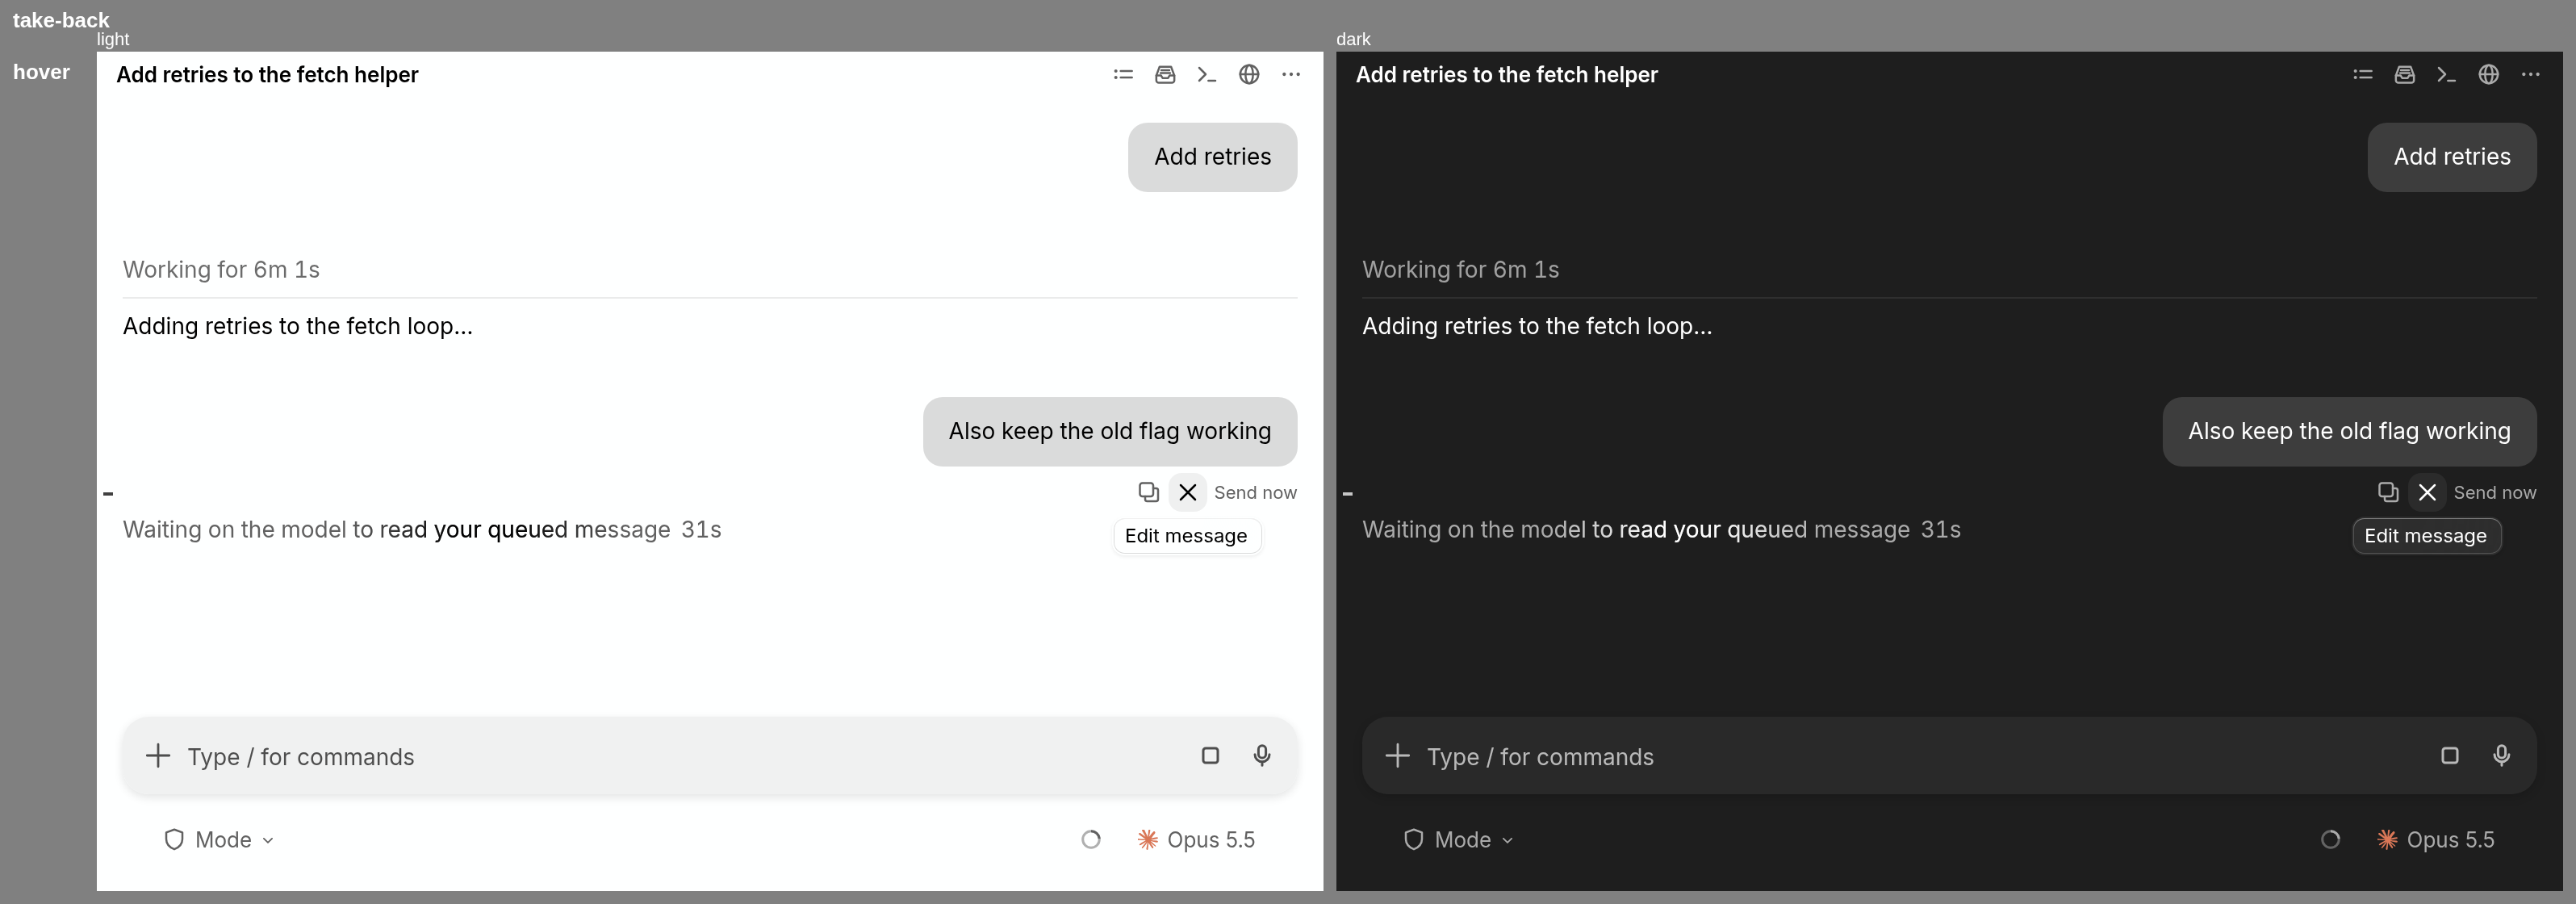 take-back
light
dark
hover
Add retries to the fetch helper
Add retries
Working for 6m 1s
Adding retries to the fetch loop...
Also keep the old flag working
Send now
Waiting on the model to read your queued message 31s
Edit message
Type / for commands
Mode
Opus 5.5
Add retries to the fetch helper
Add retries
Working for 6m 1s
Adding retries to the fetch loop...
Also keep the old flag working
Send now
Waiting on the model to read your queued message 31s
Edit message
Type / for commands
Mode
Opus 5.5